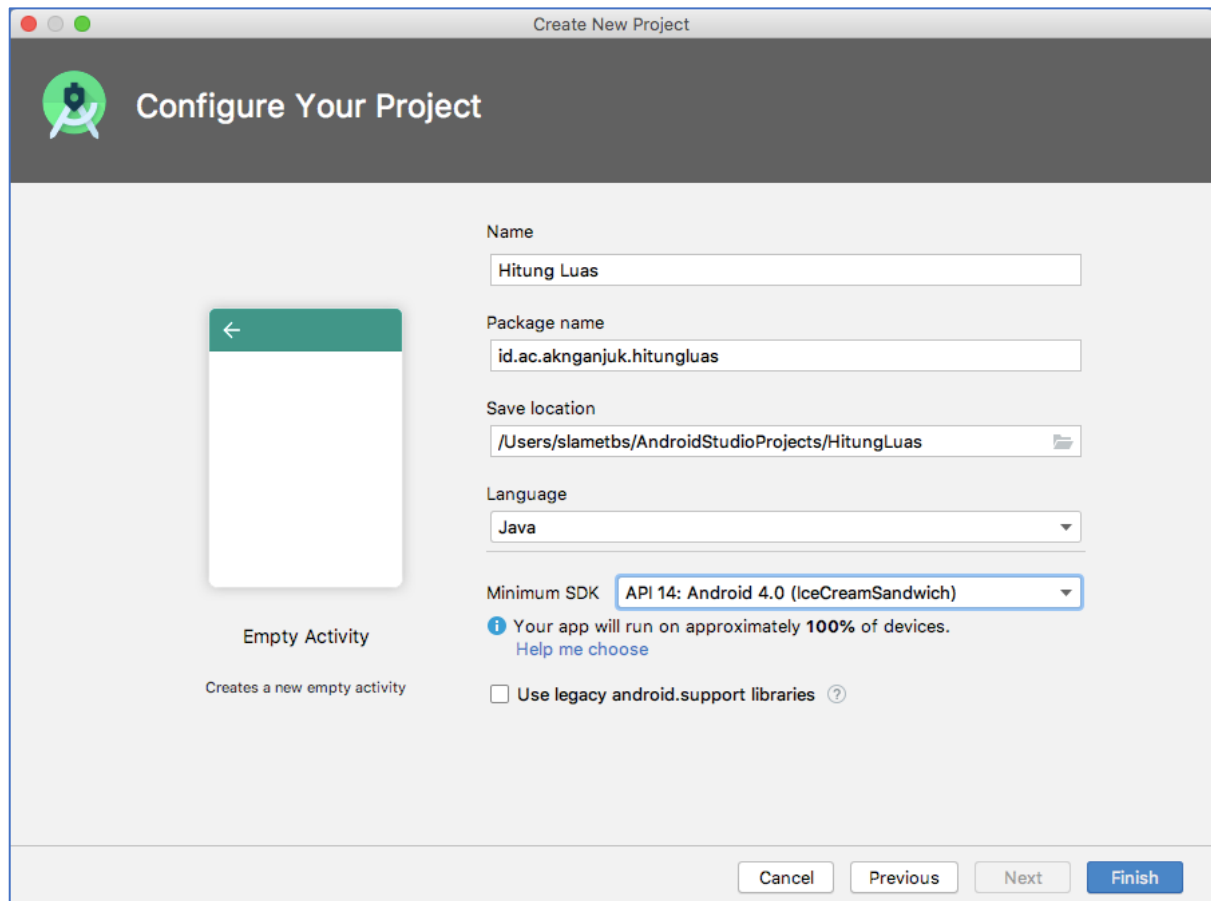 Create New Project
Configure Your Project
Name
Hitung Luas
Package name
id.ac.aknganjuk.hitungluas
Save location
/Users/slametbs/AndroidStudioProjects/HitungLuas
Language
Java
Minimum SDK API 14: Android 4.0 (IceCreamSandwich)
Your app will run on approximately 100% of devices.
Help me choose
Use legacy android.support libraries ?
Empty Activity
Creates a new empty activity
Cancel Previous Next Finish